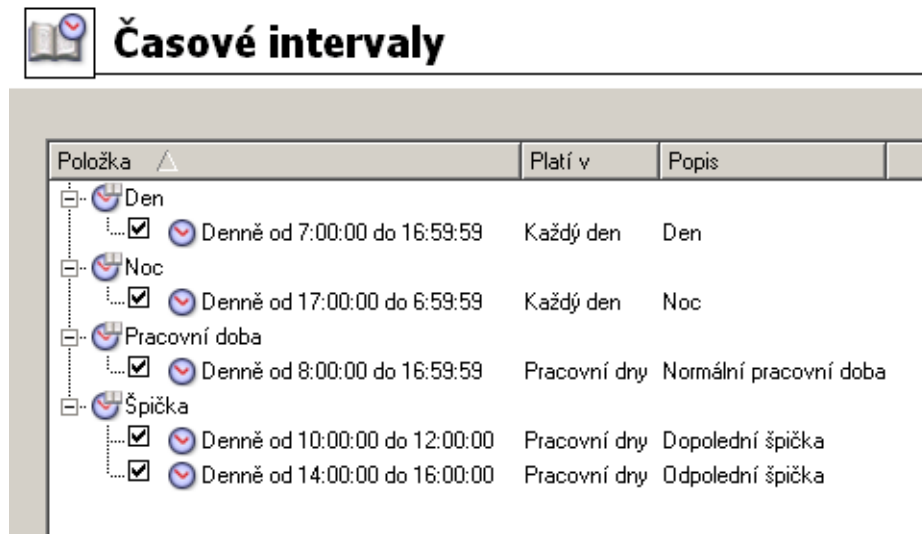 Časové intervaly
Položka Platí v Popis
Den
Denně od 7:00:00 do 16:59:59 Každý den Den
Noc
Denně od 17:00:00 do 6:59:59 Každý den Noc
Pracovní doba
Denně od 8:00:00 do 16:59:59 Pracovní dny Normální pracovní doba
Špička
Denně od 10:00:00 do 12:00:00 Pracovní dny Dopolední špička
Denně od 14:00:00 do 16:00:00 Pracovní dny Odpolední špička